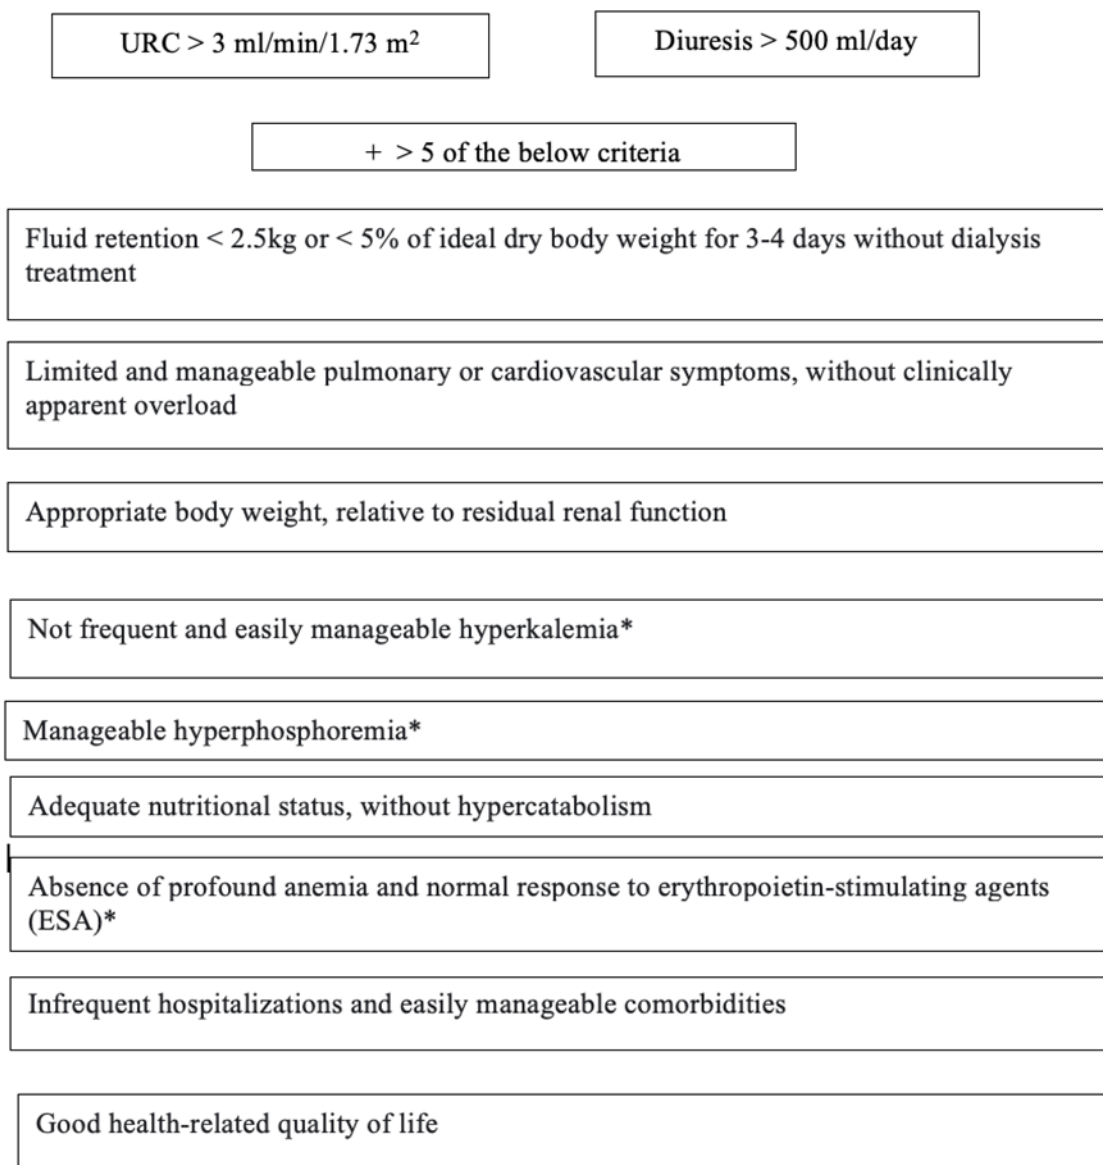 URC > 3 ml/min/1.73 m²
Diuresis > 500 ml/day
+ > 5 of the below criteria
Fluid retention < 2.5kg or < 5% of ideal dry body weight for 3-4 days without dialysis
treatment
Limited and manageable pulmonary or cardiovascular symptoms, without clinically
apparent overload
Appropriate body weight, relative to residual renal function
Not frequent and easily manageable hyperkalemia*
Manageable hyperphosphoremia*
Adequate nutritional status, without hypercatabolism
Absence of profound anemia and normal response to erythropoietin-stimulating agents
(ESA)*
Infrequent hospitalizations and easily manageable comorbidities
Good health-related quality of life